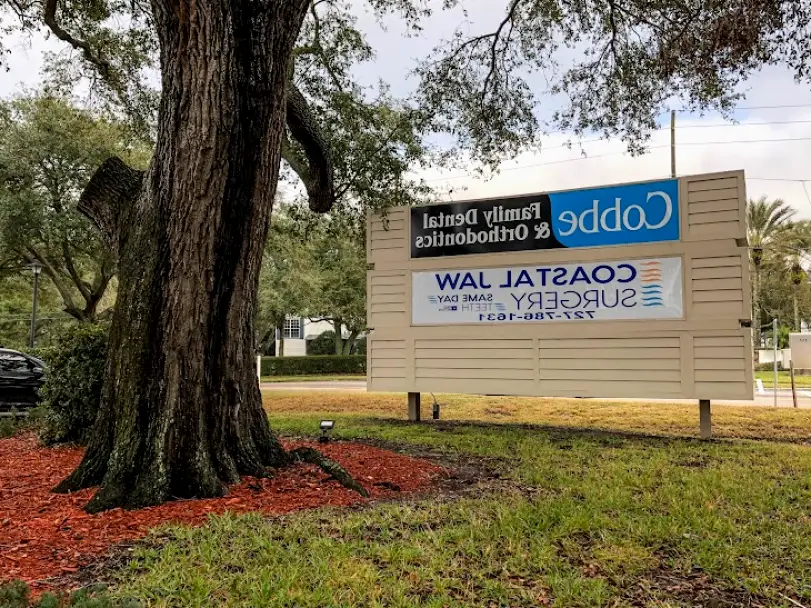 Cobbe
Family Dental
& Orthodontics
COASTAL JAW
SURGERY
SAME DAY
TEETH
727-786-1631